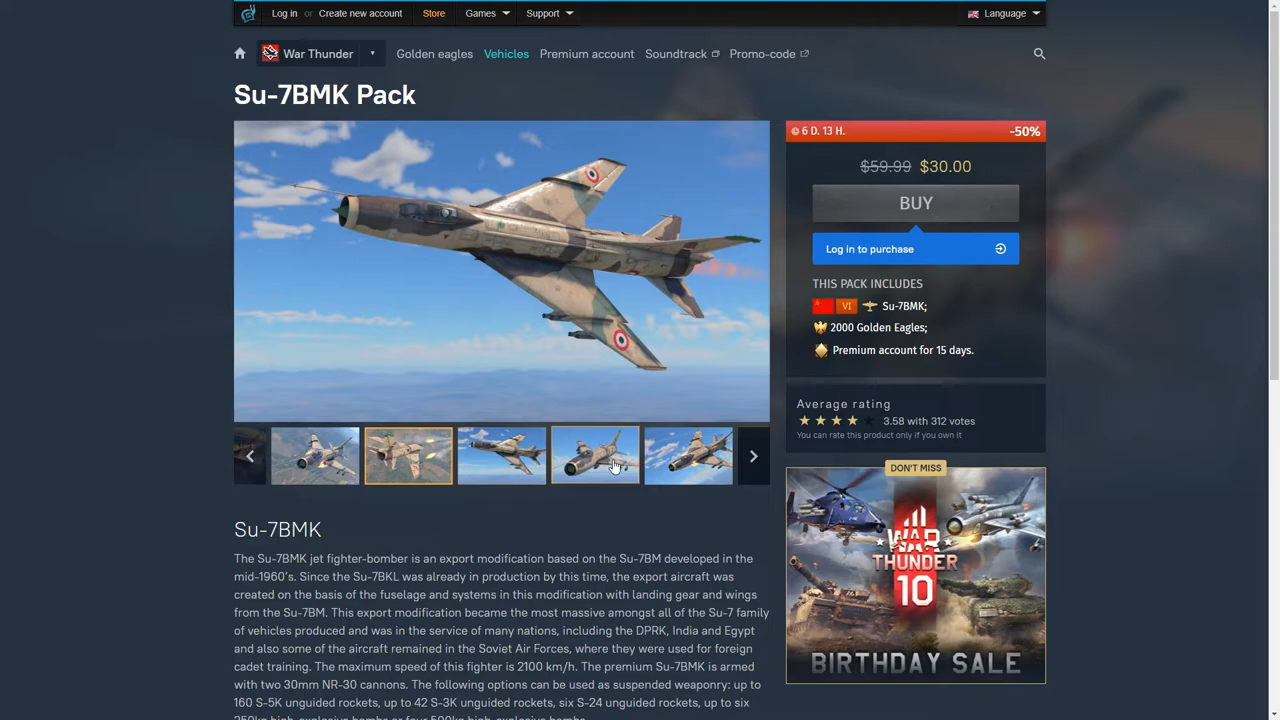 Log in or Create new account Store Games Support Language
War Thunder Golden eagles Vehicles Premium account Soundtrack Promo-code
Su-7BMK Pack
6 D. 13 H. -50%
$59.99 $30.00
BUY
Log in to purchase
THIS PACK INCLUDES
VI Su-7BMK;
2000 Golden Eagles;
Premium account for 15 days.
Average rating
3.58 with 312 votes
You can rate this product only if you own it
DON'T MISS
WAR
THUNDER
10
BIRTHDAY SALE
Su-7BMK
The Su-7BMK jet fighter-bomber is an export modification based on the Su-7BM developed in the
mid-1960's. Since the Su-7BKL was already in production by this time, the export aircraft was
created on the basis of the fuselage and systems in this modification with landing gear and wings
from the Su-7BM. This export modification became the most massive amongst all of the Su-7 family
of vehicles produced and was in the service of many nations, including the DPRK, India and Egypt
and also some of the aircraft remained in the Soviet Air Forces, where they were used for foreign
cadet training. The maximum speed of this fighter is 2100 km/h. The premium Su-7BMK is armed
with two 30mm NR-30 cannons. The following options can be used as suspended weaponry: up to
160 S-5K unguided rockets, up to 42 S-3K unguided rockets, six S-24 unguided rockets, up to six
250kg high-explosive bombs or four 500kg high-explosive bombs.